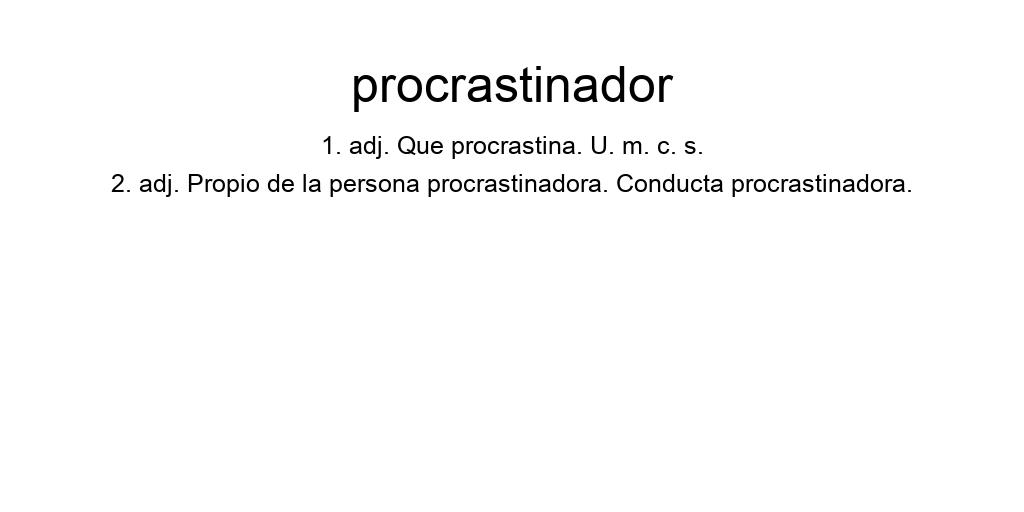 procrastinador
1. adj. Que procrastina. U. m. c. s.
2. adj. Propio de la persona procrastinadora. Conducta procrastinadora.